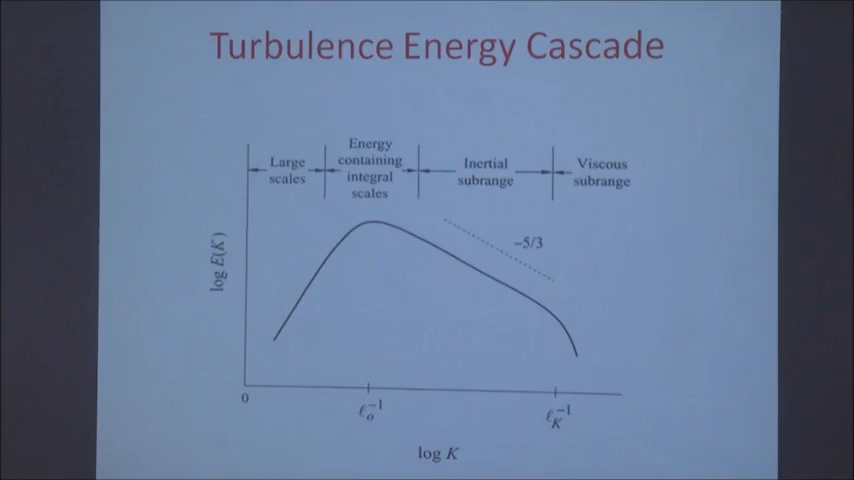 Turbulence Energy Cascade
Large
scales
Energy
containing
integral
scales
Inertial
subrange
Viscous
subrange
–5/3
log E(K)
0
ℓₒ⁻¹
ℓ_K⁻¹
log K